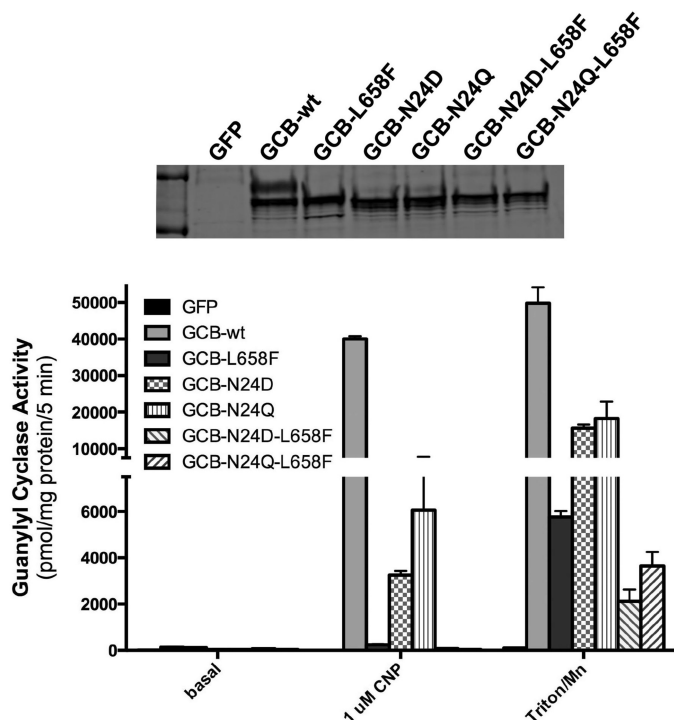 GFP
GCB-wt
GCB-L658F
GCB-N24D
GCB-N24Q
GCB-N24D-L658F
GCB-N24Q-L658F
Guanylyl Cyclase Activity
(pmol/mg protein/5 min)
50000
40000
30000
20000
10000
6000
4000
2000
0
GFP
GCB-wt
GCB-L658F
GCB-N24D
GCB-N24Q
GCB-N24D-L658F
GCB-N24Q-L658F
basal
1 uM CNP
Triton/Mn